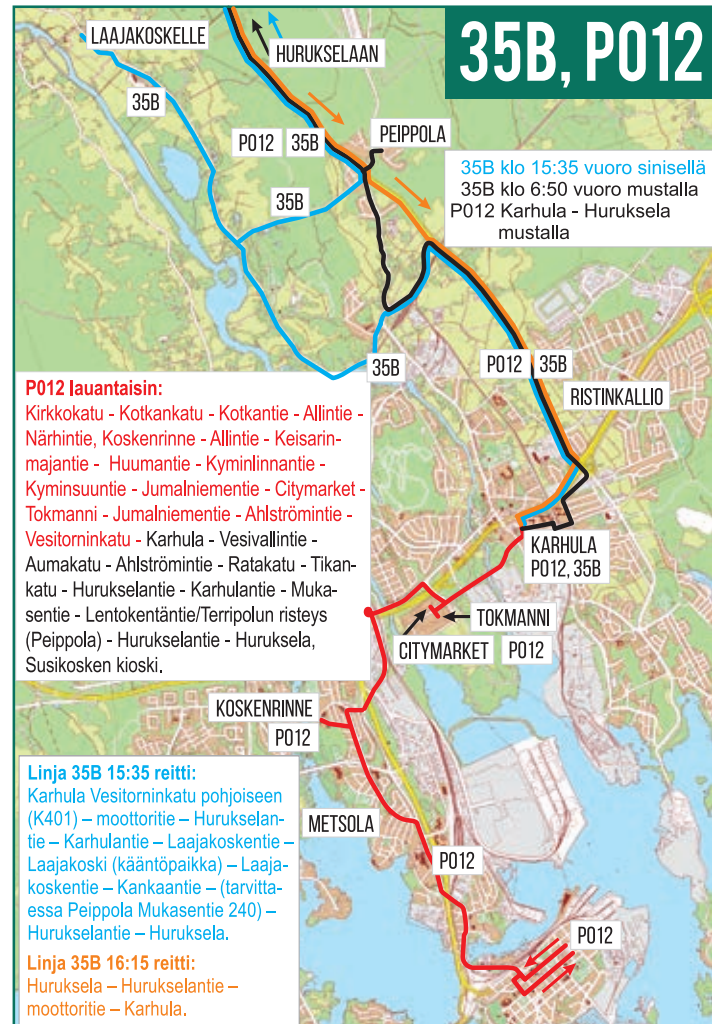 35B, P012
LAAJAKOSKELLE
HURUKSELAAN
35B
P012 35B
PEIPPOLA
35B klo 15:35 vuoro sinisellä
35B klo 6:50 vuoro mustalla
P012 Karhula - Huruksela
mustalla
35B
35B
P012 35B
RISTINKALLIO
P012 lauantaisin:
Kirkkokatu - Kotkankatu - Kotkantie - Allintie -
Närhintie, Koskenrinne - Allintie - Keisarin-
majantie - Huumantie - Kyminlinnantie -
Kyminsuuntie - Jumalniementie - Citymarket -
Tokmanni - Jumalniementie - Ahlströmintie -
Vesitorninkatu - Karhula - Vesivallintie -
Aumakatu - Ahlströmintie - Ratakatu - Tikan-
katu - Hurukselantie - Karhulantie - Muka-
sentie - Lentokentäntie/Terripolun risteys
(Peippola) - Hurukselantie - Huruksela,
Susikosken kioski.
KARHULA
P012, 35B
TOKMANNI
CITYMARKET P012
KOSKENRINNE
P012
METSOLA
P012
P012
Linja 35B 15:35 reitti:
Karhula Vesitorninkatu pohjoiseen
(K401) – moottoritie – Hurukselan-
tie – Karhulantie – Laajakoskentie –
Laajakoski (kääntöpaikka) – Laaja-
koskentie – Kankaantie – (tarvitta-
essa Peippola Mukasentie 240) –
Hurukselantie – Huruksela.
Linja 35B 16:15 reitti:
Huruksela – Hurukselantie –
moottoritie – Karhula.